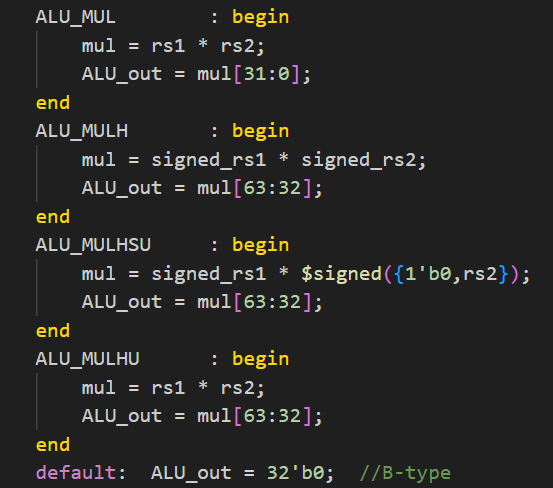 ALU_MUL        : begin
    mul = rs1 * rs2;
    ALU_out = mul[31:0];
end
ALU_MULH       : begin
    mul = signed_rs1 * signed_rs2;
    ALU_out = mul[63:32];
end
ALU_MULHSU     : begin
    mul = signed_rs1 * $signed({1'b0,rs2});
    ALU_out = mul[63:32];
end
ALU_MULHU      : begin
    mul = rs1 * rs2;
    ALU_out = mul[63:32];
end
default:  ALU_out = 32'b0;  //B-type